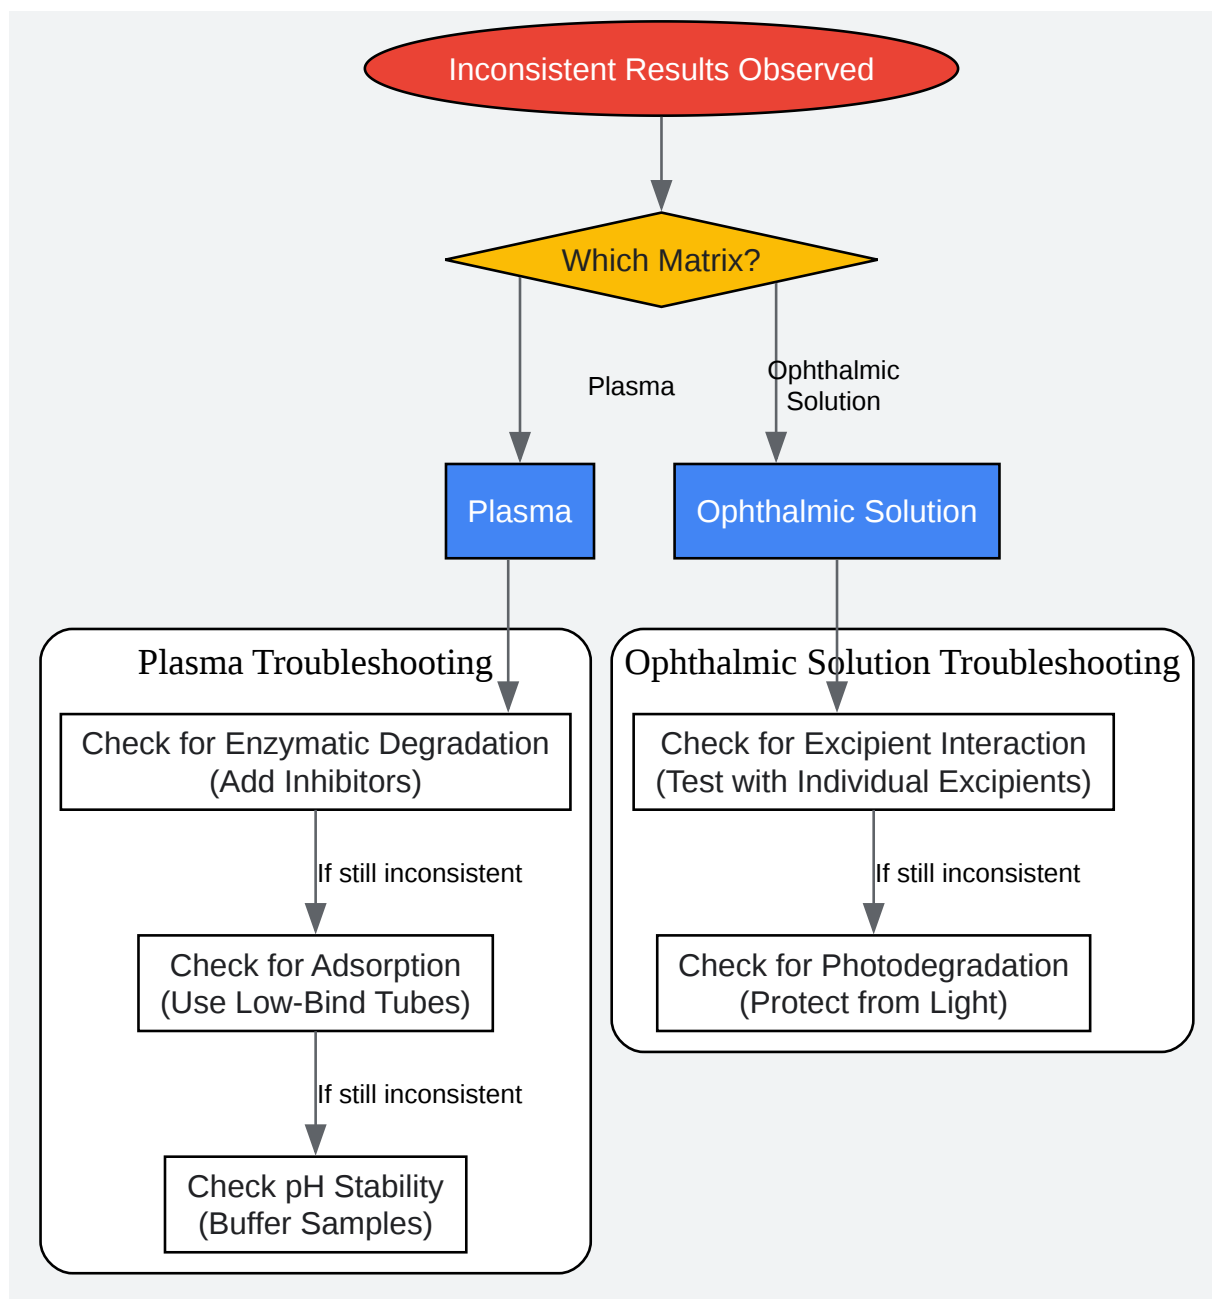 Inconsistent Results Observed
Which Matrix?
Plasma
Ophthalmic
Solution
Plasma
Ophthalmic Solution
Plasma Troubleshooting
Check for Enzymatic Degradation
(Add Inhibitors)
If still inconsistent
Check for Adsorption
(Use Low-Bind Tubes)
If still inconsistent
Check pH Stability
(Buffer Samples)
Ophthalmic Solution Troubleshooting
Check for Excipient Interaction
(Test with Individual Excipients)
If still inconsistent
Check for Photodegradation
(Protect from Light)